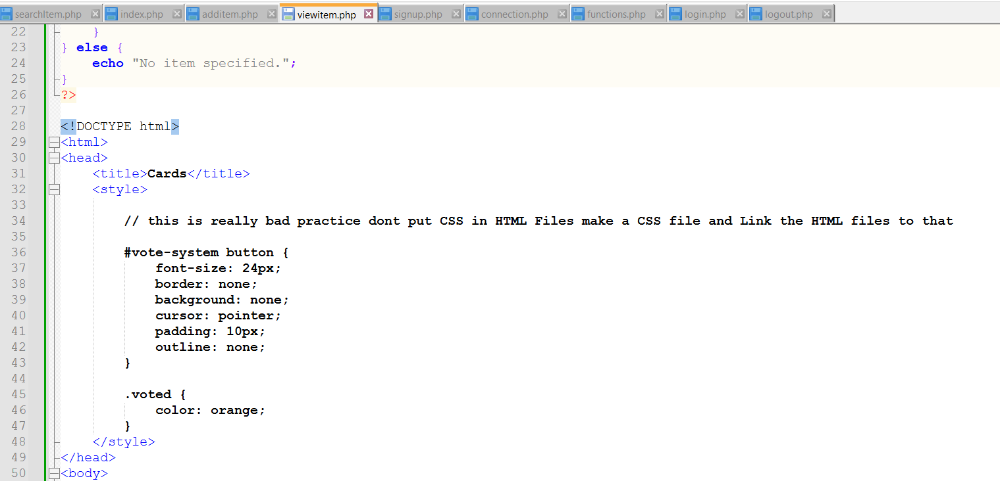 searchItem.php index.php additem.php viewitem.php signup.php connection.php functions.php login.php logout.php
22 }
23 } else {
24 echo "No item specified.";
25 }
26 ?>
27
28 <!DOCTYPE html>
29 <html>
30 <head>
31 <title>Cards</title>
32 <style>
33
34 // this is really bad practice dont put CSS in HTML Files make a CSS file and Link the HTML files to that
35
36 #vote-system button {
37 font-size: 24px;
38 border: none;
39 background: none;
40 cursor: pointer;
41 padding: 10px;
42 outline: none;
43 }
44
45 .voted {
46 color: orange;
47 }
48 </style>
49 </head>
50 <body>